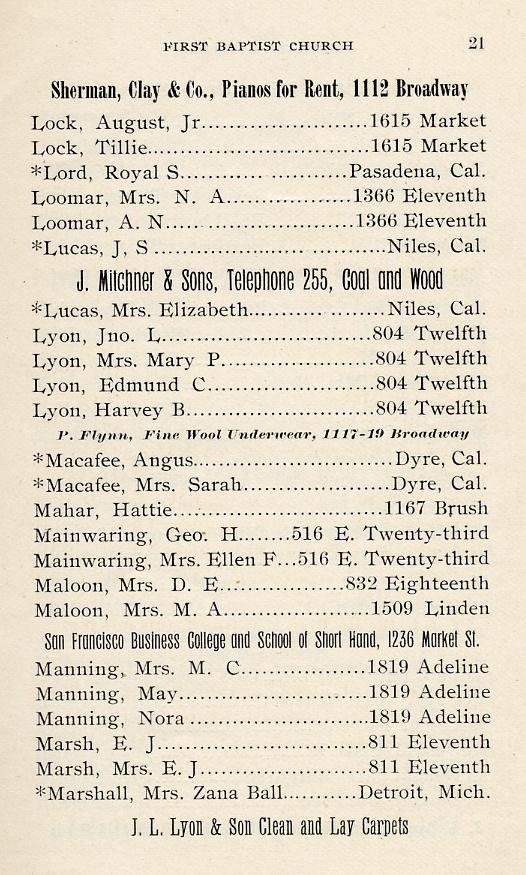 FIRST BAPTIST CHURCH 21
Sherman, Clay & Co., Pianos for Rent, 1112 Broadway
Lock, August, Jr........................1615 Market
Lock, Tillie................................1615 Market
*Lord, Royal S........................Pasadena, Cal.
Loomar, Mrs. N. A..................1366 Eleventh
Loomar, A. N...........................1366 Eleventh
*Lucas, J, S ..................................Niles, Cal.
J. Mitchner & Sons, Telephone 255, Coal and Wood
*Lucas, Mrs. Elizabeth....................Niles, Cal.
Lyon, Jno. L..............................804 Twelfth
Lyon, Mrs. Mary P......................804 Twelfth
Lyon, Edmund C........................804 Twelfth
Lyon, Harvey B...........................804 Twelfth
P. Flynn, Fine Wool Underwear, 1117-19 Broadway
*Macafee, Angus.............................Dyre, Cal.
*Macafee, Mrs. Sarah......................Dyre, Cal.
Mahar, Hattie..............................1167 Brush
Mainwaring, Geo. H........516 E. Twenty-third
Mainwaring, Mrs. Ellen F...516 E. Twenty-third
Maloon, Mrs. D. E..................832 Eighteenth
Maloon, Mrs. M. A.....................1509 Linden
San Francisco Business College and School of Short Hand, 1236 Market St.
Manning, Mrs. M. C..................1819 Adeline
Manning, May...........................1819 Adeline
Manning, Nora ..........................1819 Adeline
Marsh, E. J..............................811 Eleventh
Marsh, Mrs. E. J........................811 Eleventh
*Marshall, Mrs. Zana Ball..........Detroit, Mich.
J. L. Lyon & Son Clean and Lay Carpets